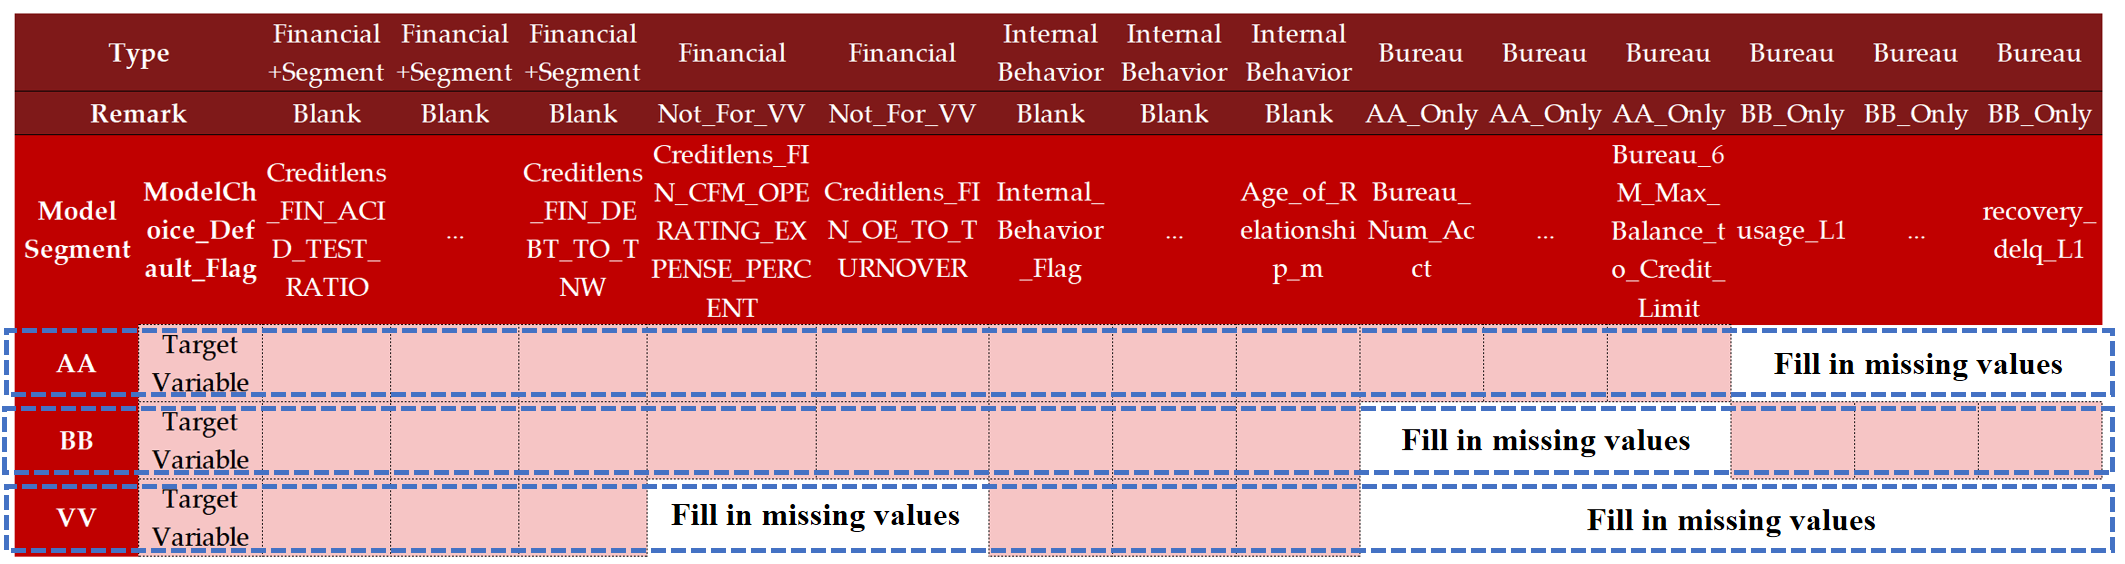 Type Financial +Segment Financial +Segment Financial +Segment Financial Financial Internal Behavior Internal Behavior Internal Behavior Bureau Bureau Bureau Bureau Bureau Bureau
Remark Blank Blank Blank Not_For_VV Not_For_VV Blank Blank Blank AA_Only AA_Only AA_Only BB_Only BB_Only BB_Only
Model Segment ModelChoice_Default_Flag Creditlens_FIN_ACID_TEST_RATIO ... Creditlens_FIN_DEBT_TO_TNW Creditlens_FIN_CFM_OPERATING_EXPENSE_PERCENT Creditlens_FIN_OE_TO_TURNOVER Internal_Behavior_Flag ... Age_of_Relationship_m Bureau_Num_Acct ... Bureau_6M_Max_Balance_to_Credit_Limit usage_L1 ... recovery_delq_L1
AA Target Variable Fill in missing values
BB Target Variable Fill in missing values
VV Target Variable Fill in missing values Fill in missing values